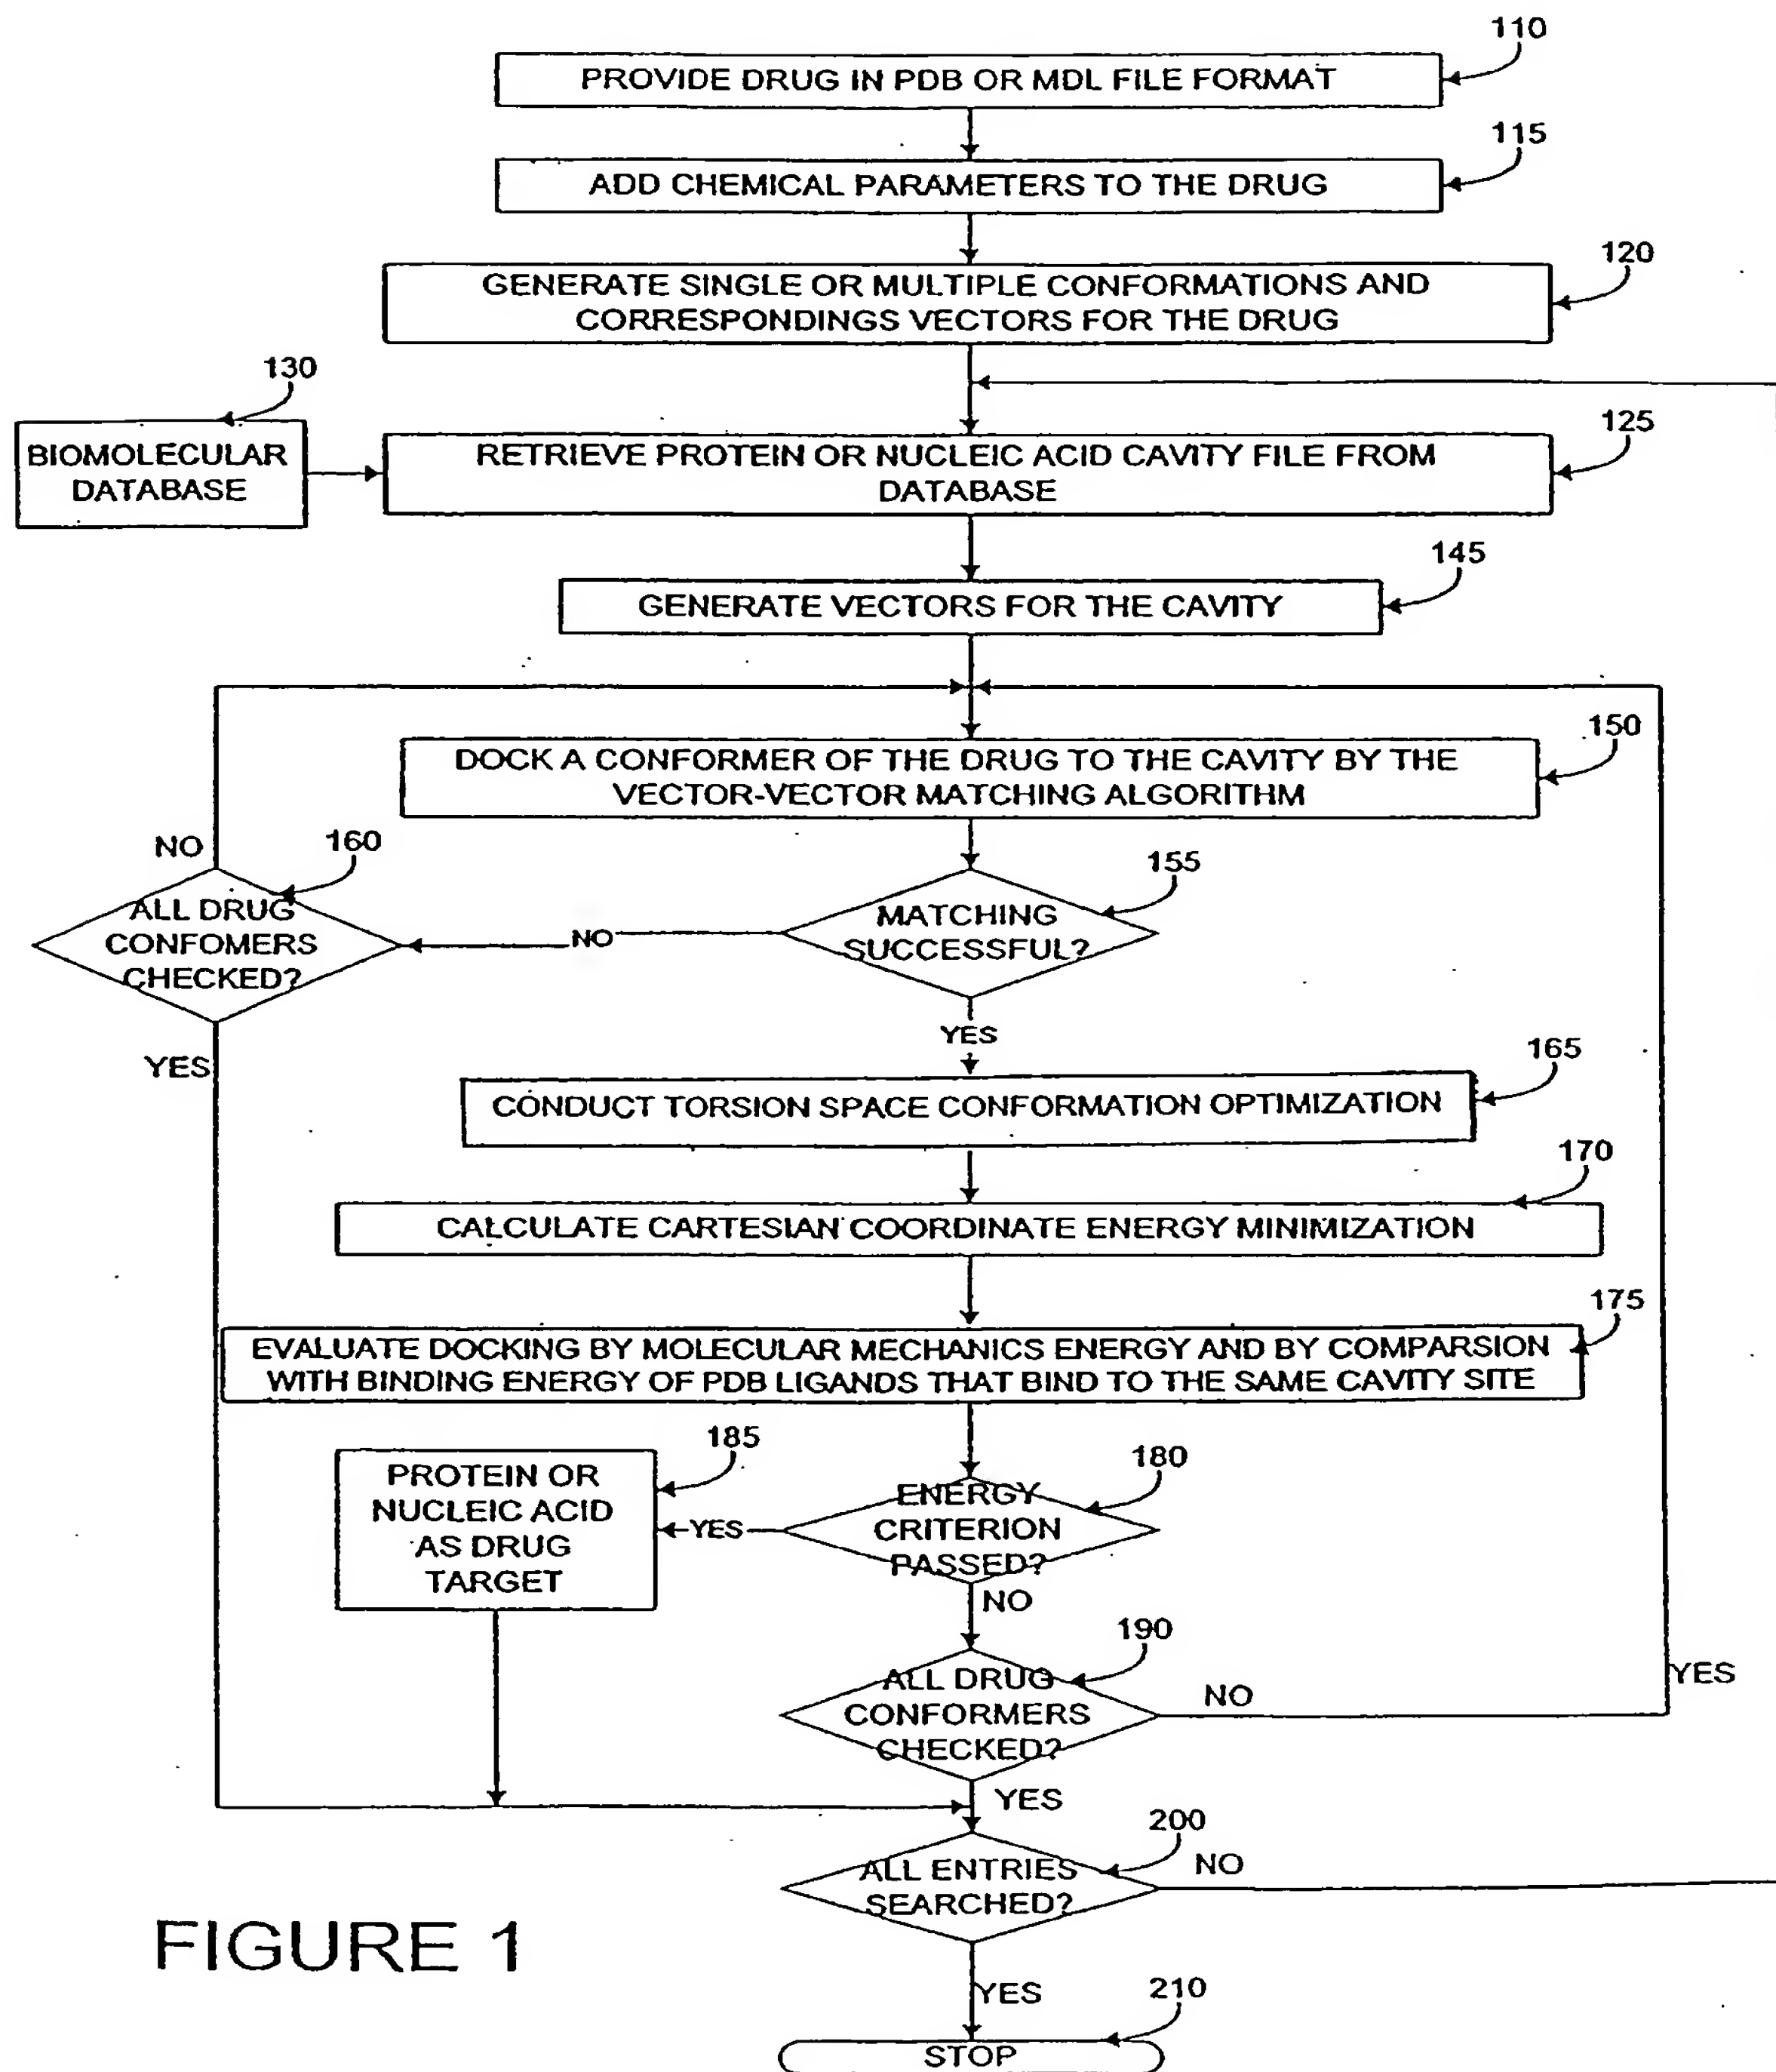 110
PROVIDE DRUG IN PDB OR MDL FILE FORMAT
115
ADD CHEMICAL PARAMETERS TO THE DRUG
120
GENERATE SINGLE OR MULTIPLE CONFORMATIONS AND
CORRESPONDINGS VECTORS FOR THE DRUG
130
BIOMOLECULAR
DATABASE
125
RETRIEVE PROTEIN OR NUCLEIC ACID CAVITY FILE FROM
DATABASE
145
GENERATE VECTORS FOR THE CAVITY
150
DOCK A CONFORMER OF THE DRUG TO THE CAVITY BY THE
VECTOR-VECTOR MATCHING ALGORITHM
NO
160
ALL DRUG
CONFOMERS
CHECKED?
NO
155
MATCHING
SUCCESSFUL?
YES
YES
165
CONDUCT TORSION SPACE CONFORMATION OPTIMIZATION
170
CALCULATE CARTESIAN COORDINATE ENERGY MINIMIZATION
175
EVALUATE DOCKING BY MOLECULAR MECHANICS ENERGY AND BY COMPARSION
WITH BINDING ENERGY OF PDB LIGANDS THAT BIND TO THE SAME CAVITY SITE
185
PROTEIN OR
NUCLEIC ACID
AS DRUG
TARGET
YES
180
ENERGY
CRITERION
PASSED?
NO
190
ALL DRUG
CONFORMERS
CHECKED?
NO
YES
YES
200
ALL ENTRIES
SEARCHED?
NO
FIGURE 1
YES
210
STOP